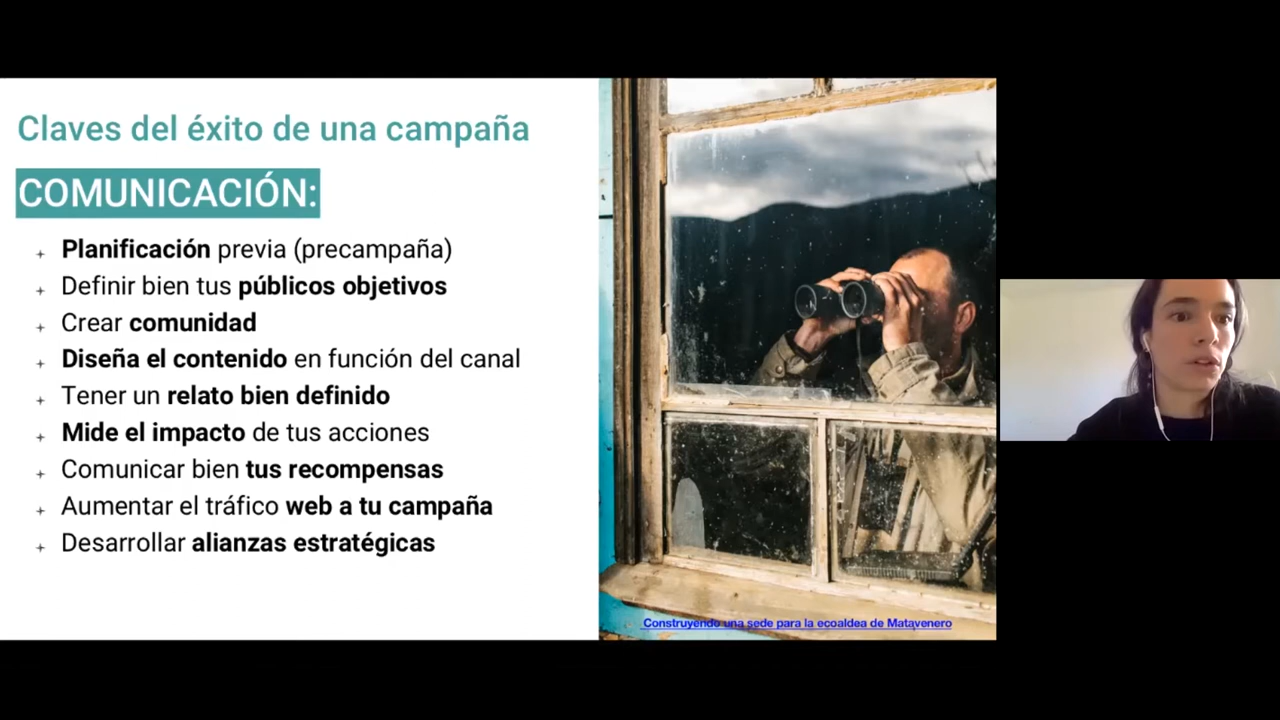 Claves del éxito de una campaña
COMUNICACIÓN:
Planificación previa (precampaña)
Definir bien tus públicos objetivos
Crear comunidad
Diseña el contenido en función del canal
Tener un relato bien definido
Mide el impacto de tus acciones
Comunicar bien tus recompensas
Aumentar el tráfico web a tu campaña
Desarrollar alianzas estratégicas
Construyendo una sede para la ecoaldea de Matavenero